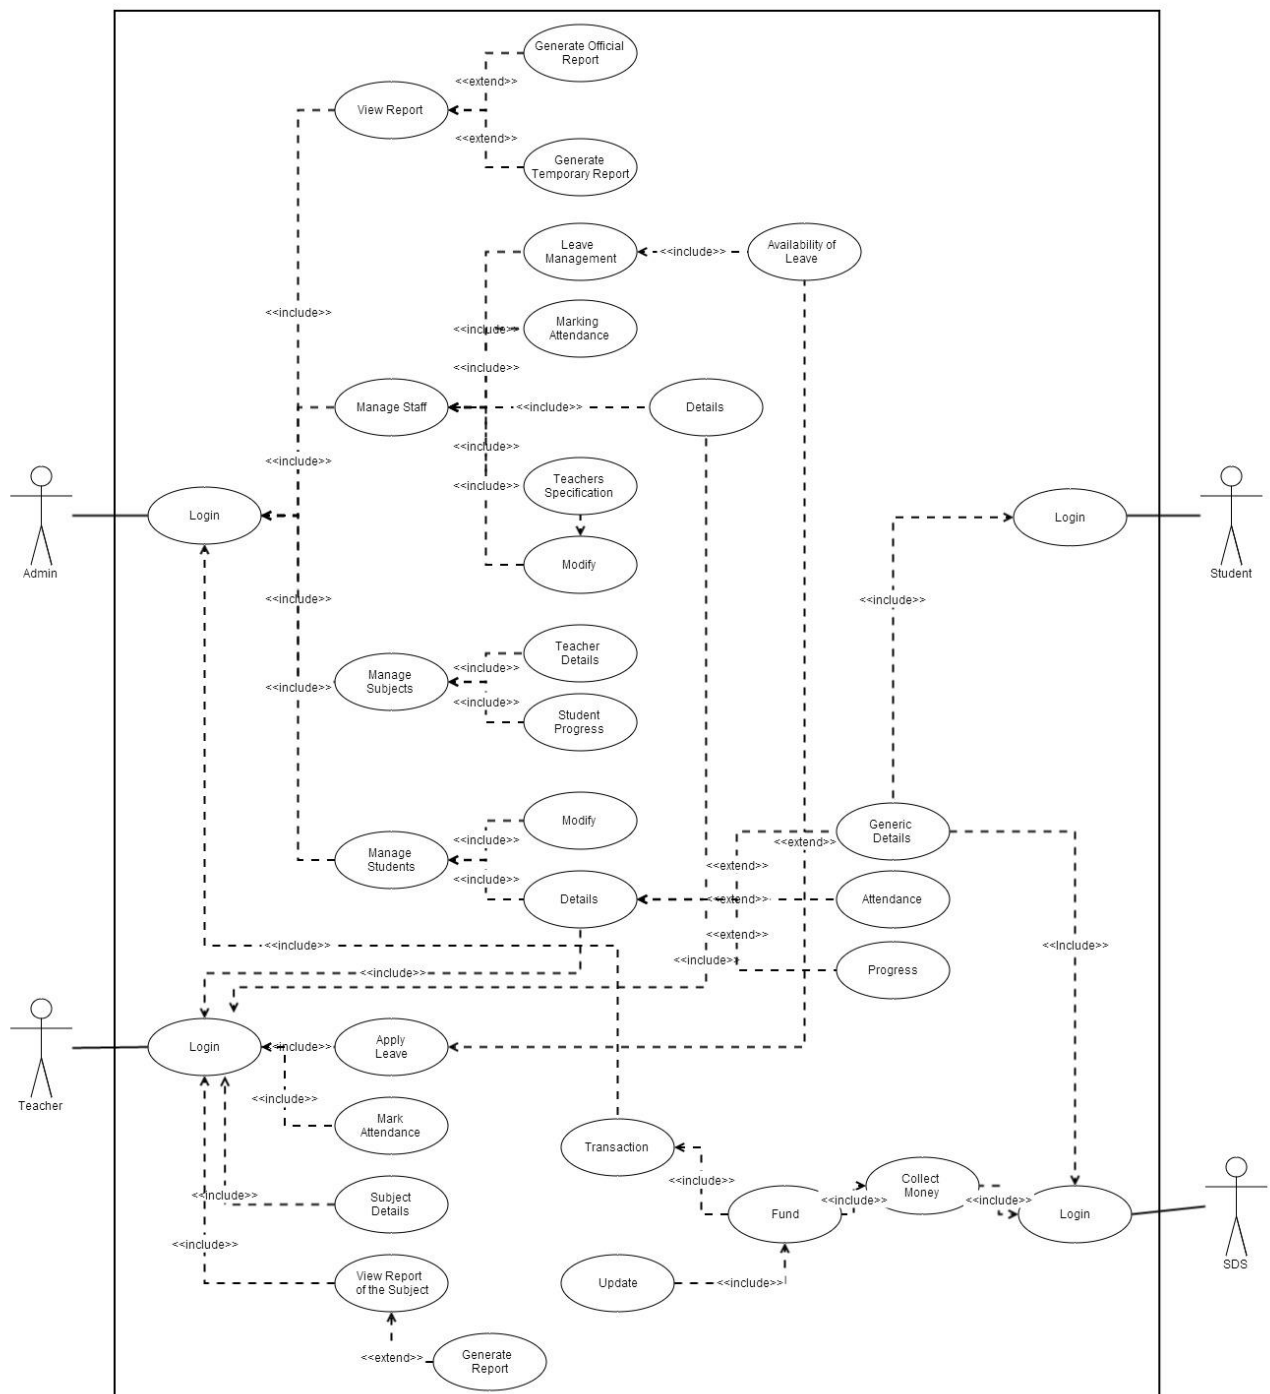 Generate Official
Report
<<extend>>
View Report
<<extend>>
Generate
Temporary Report
Leave
Management
<<include>>
Availability of
Leave
<<include>>
<<include>>
Marking
Attendance
<<include>>
Manage Staff
<<include>>
Details
<<include>>
<<include>>
<<include>>
Teachers
Specification
Login
Login
Admin
Modify
Student
<<include>>
<<include>>
Teacher
Details
<<include>>
<<include>>
Manage
Subjects
<<include>>
Student
Progress
Modify
<<include>>
Generic
Details
<<extend>>
Manage
Students
<<extend>>
<<include>>
Details
<<extend>>
Attendance
<<extend>>
<<include>>
<<Include>>
<<include>>
<<include>>
Progress
Login
<<include>>
Apply
Leave
Teacher
<<include>>
Mark
Attendance
Transaction
<<include>>
Collect
Money
<<include>>
Subject
Details
<<include>>
<<include>>
Fund
Login
<<include>>
View Report
of the Subject
Update
<<include>>
SDS
<<extend>>
Generate
Report